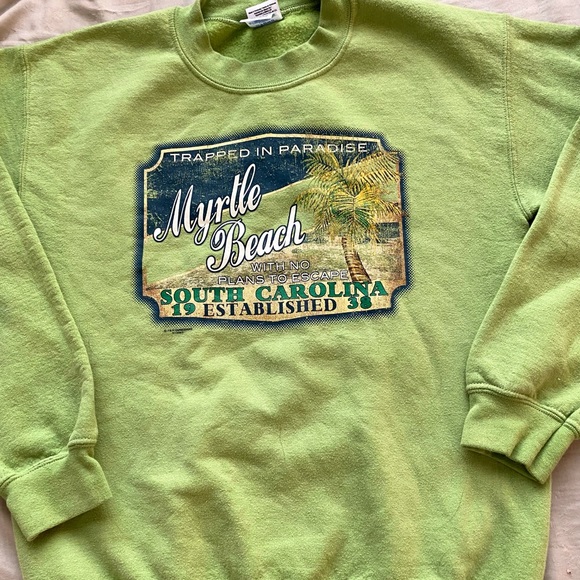 TRAPPED IN PARADISE
Myrtle
Beach
WITH NO
PLANS TO ESCAPE
SOUTH CAROLINA
19 ESTABLISHED 38